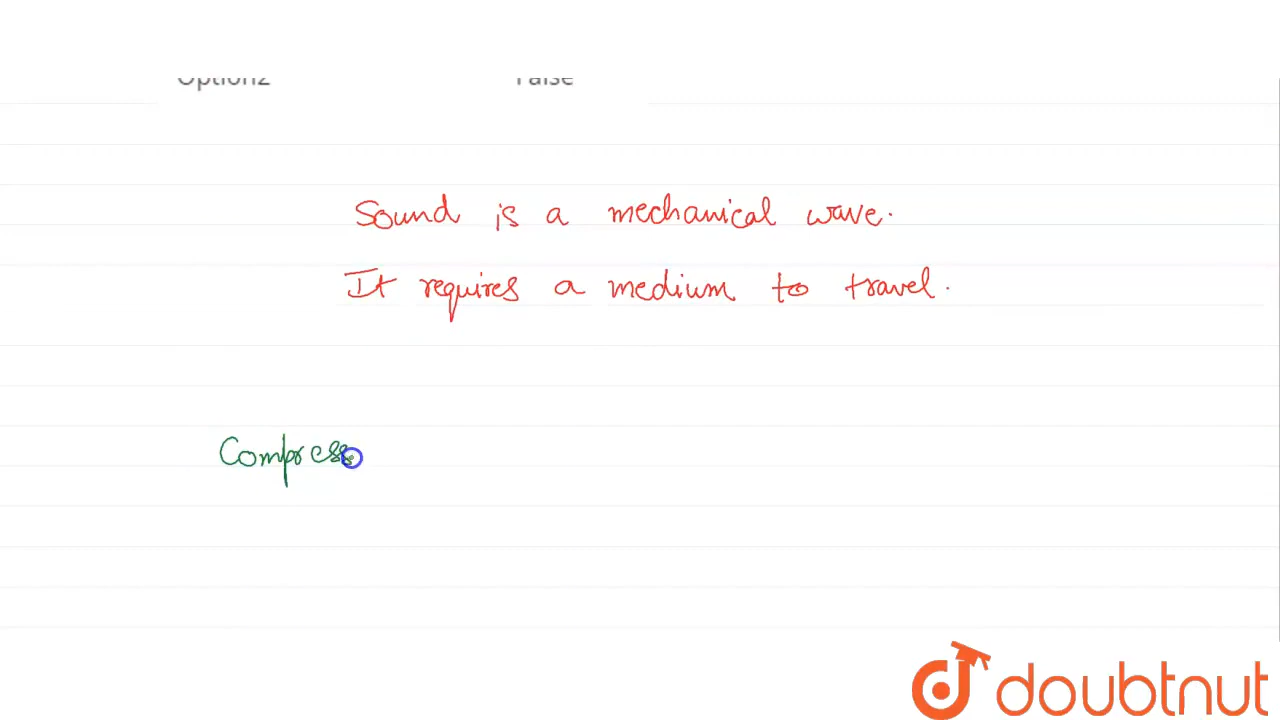 Option2 False
Sound is a mechanical wave.
It requires a medium to travel.
Compress
doubtnut